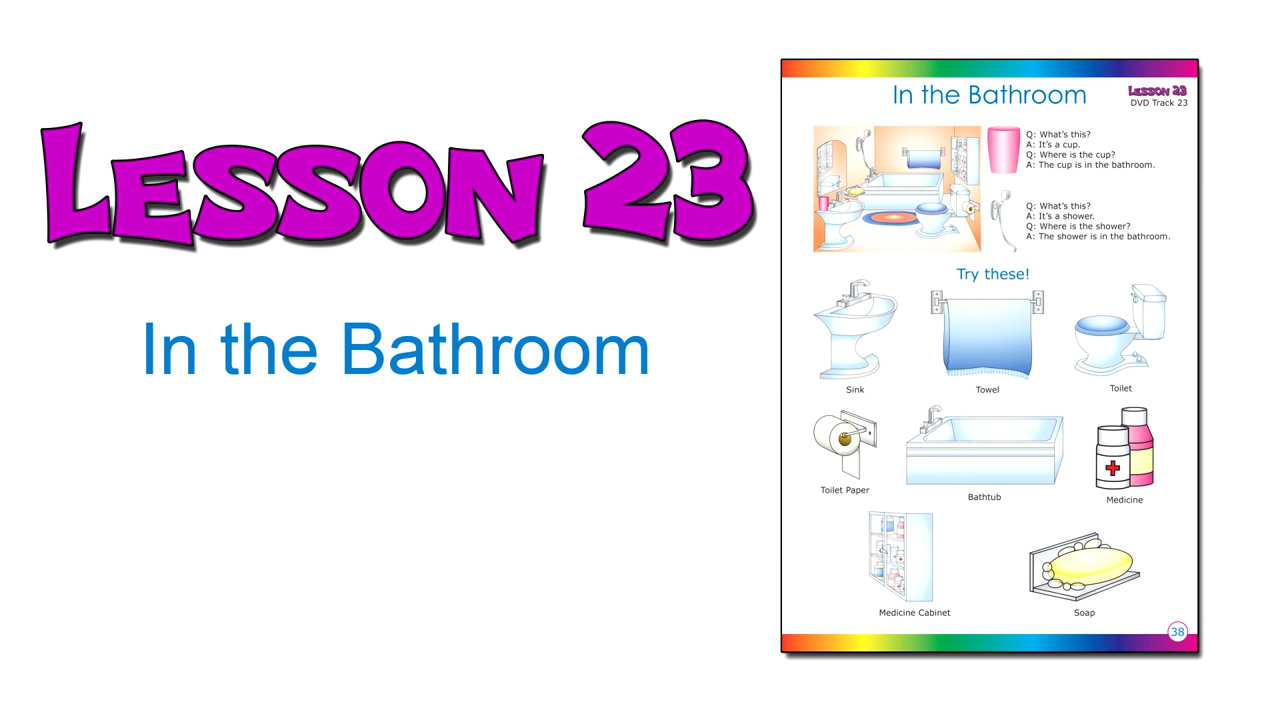 LESSON 23
In the Bathroom
In the Bathroom
LESSON 23
DVD Track 23
Q: What's this?
A: It's a cup.
Q: Where is the cup?
A: The cup is in the bathroom.
Q: What's this?
A: It's a shower.
Q: Where is the shower?
A: The shower is in the bathroom.
Try these!
Sink
Towel
Toilet
Toilet Paper
Bathtub
Medicine
Medicine Cabinet
Soap
38